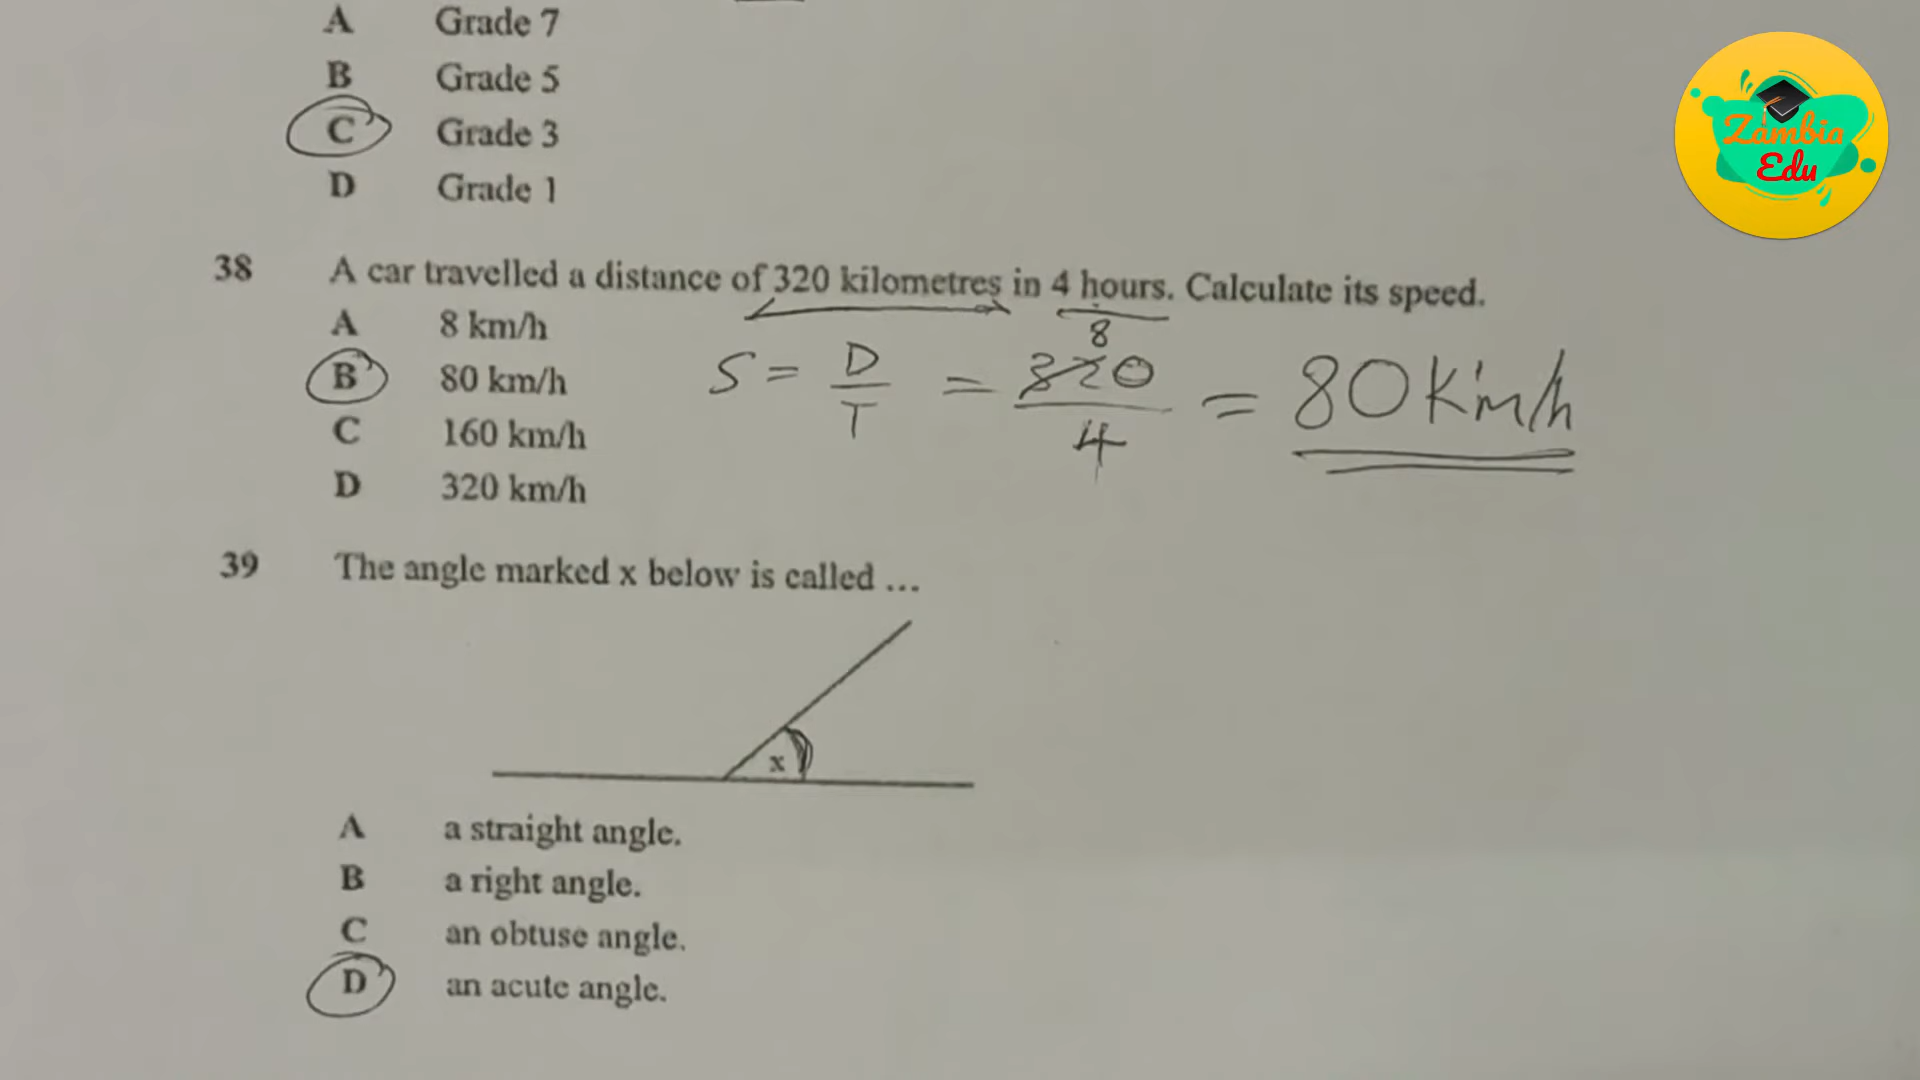 A Grade 7
B Grade 5
C Grade 3
D Grade 1
Zambia
Edu
38 A car travelled a distance of 320 kilometres in 4 hours. Calculate its speed.
A 8 km/h
B 80 km/h
C 160 km/h
D 320 km/h
8
S = D/T = 320/4 = 80 Km/h
39 The angle marked x below is called ...
x
A a straight angle.
B a right angle.
C an obtuse angle.
D an acute angle.